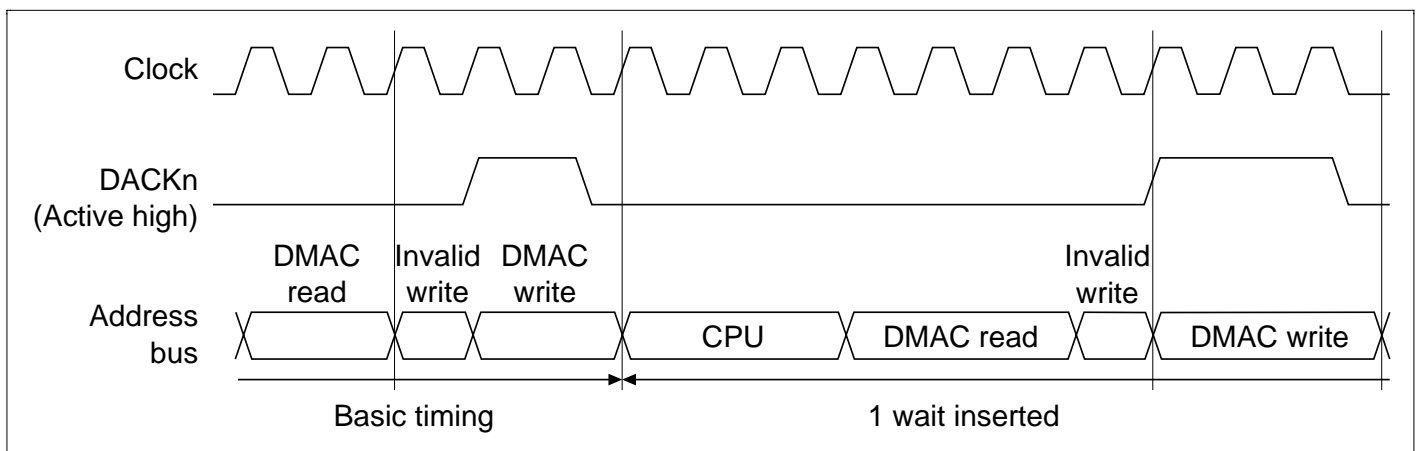 Clock
DACKn
(Active high)
DMAC
read
Invalid
write
DMAC
write
Invalid
write
Address
bus
CPU
DMAC read
DMAC write
Basic timing
1 wait inserted